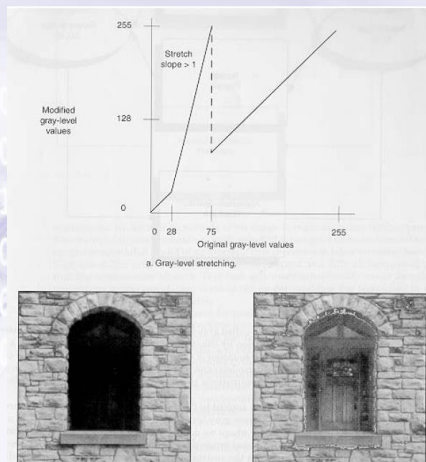 255
Stretch
slope > 1
Modified
gray-level
values
128
0
0 28 75 255
Original gray-level values
a. Gray-level stretching.